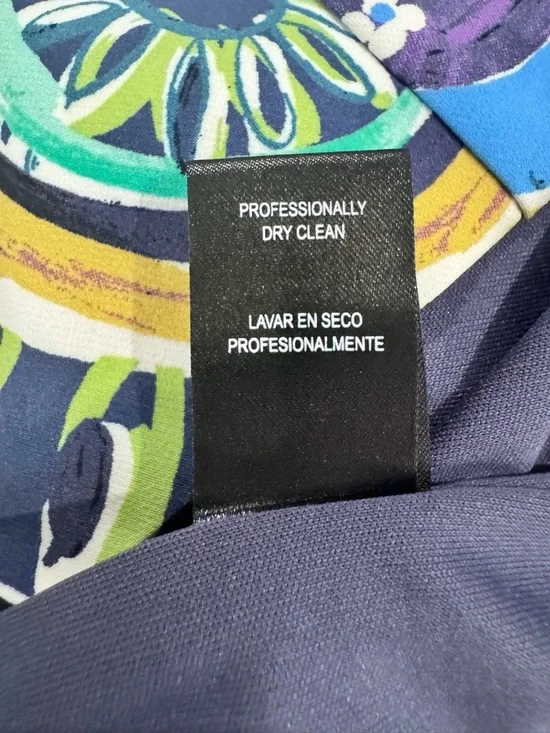 PROFESSIONALLY
DRY CLEAN
LAVAR EN SECO
PROFESIONALMENTE